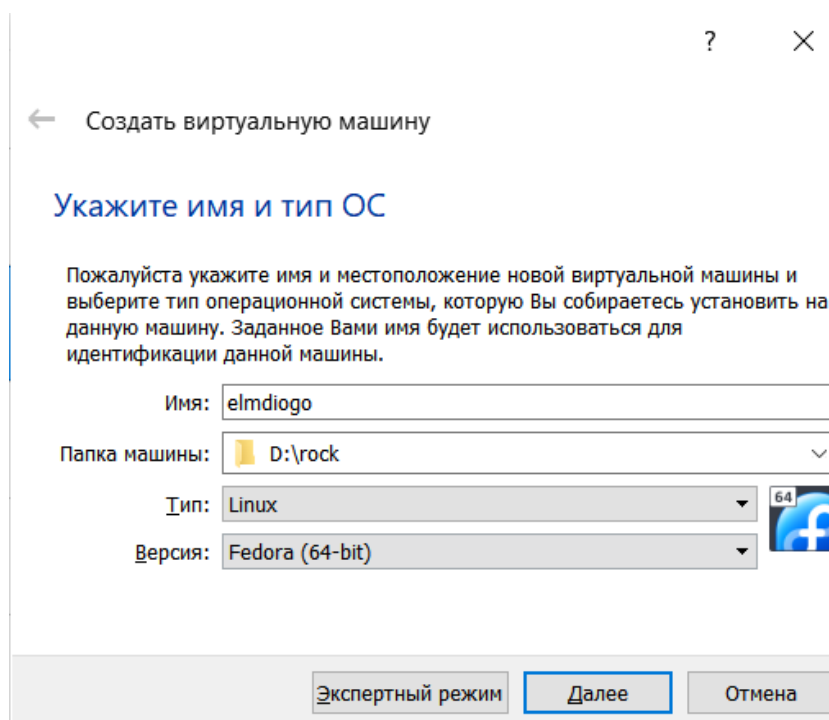 ?
Создать виртуальную машину
Укажите имя и тип ОС
Пожалуйста укажите имя и местоположение новой виртуальной машины и
выберите тип операционной системы, которую Вы собираетесь установить на
данную машину. Заданное Вами имя будет использоваться для
идентификации данной машины.
Имя: elmdiogo
Папка машины: D:\rock
Тип: Linux
64
Версия: Fedora (64-bit)
Экспертный режим Далее Отмена